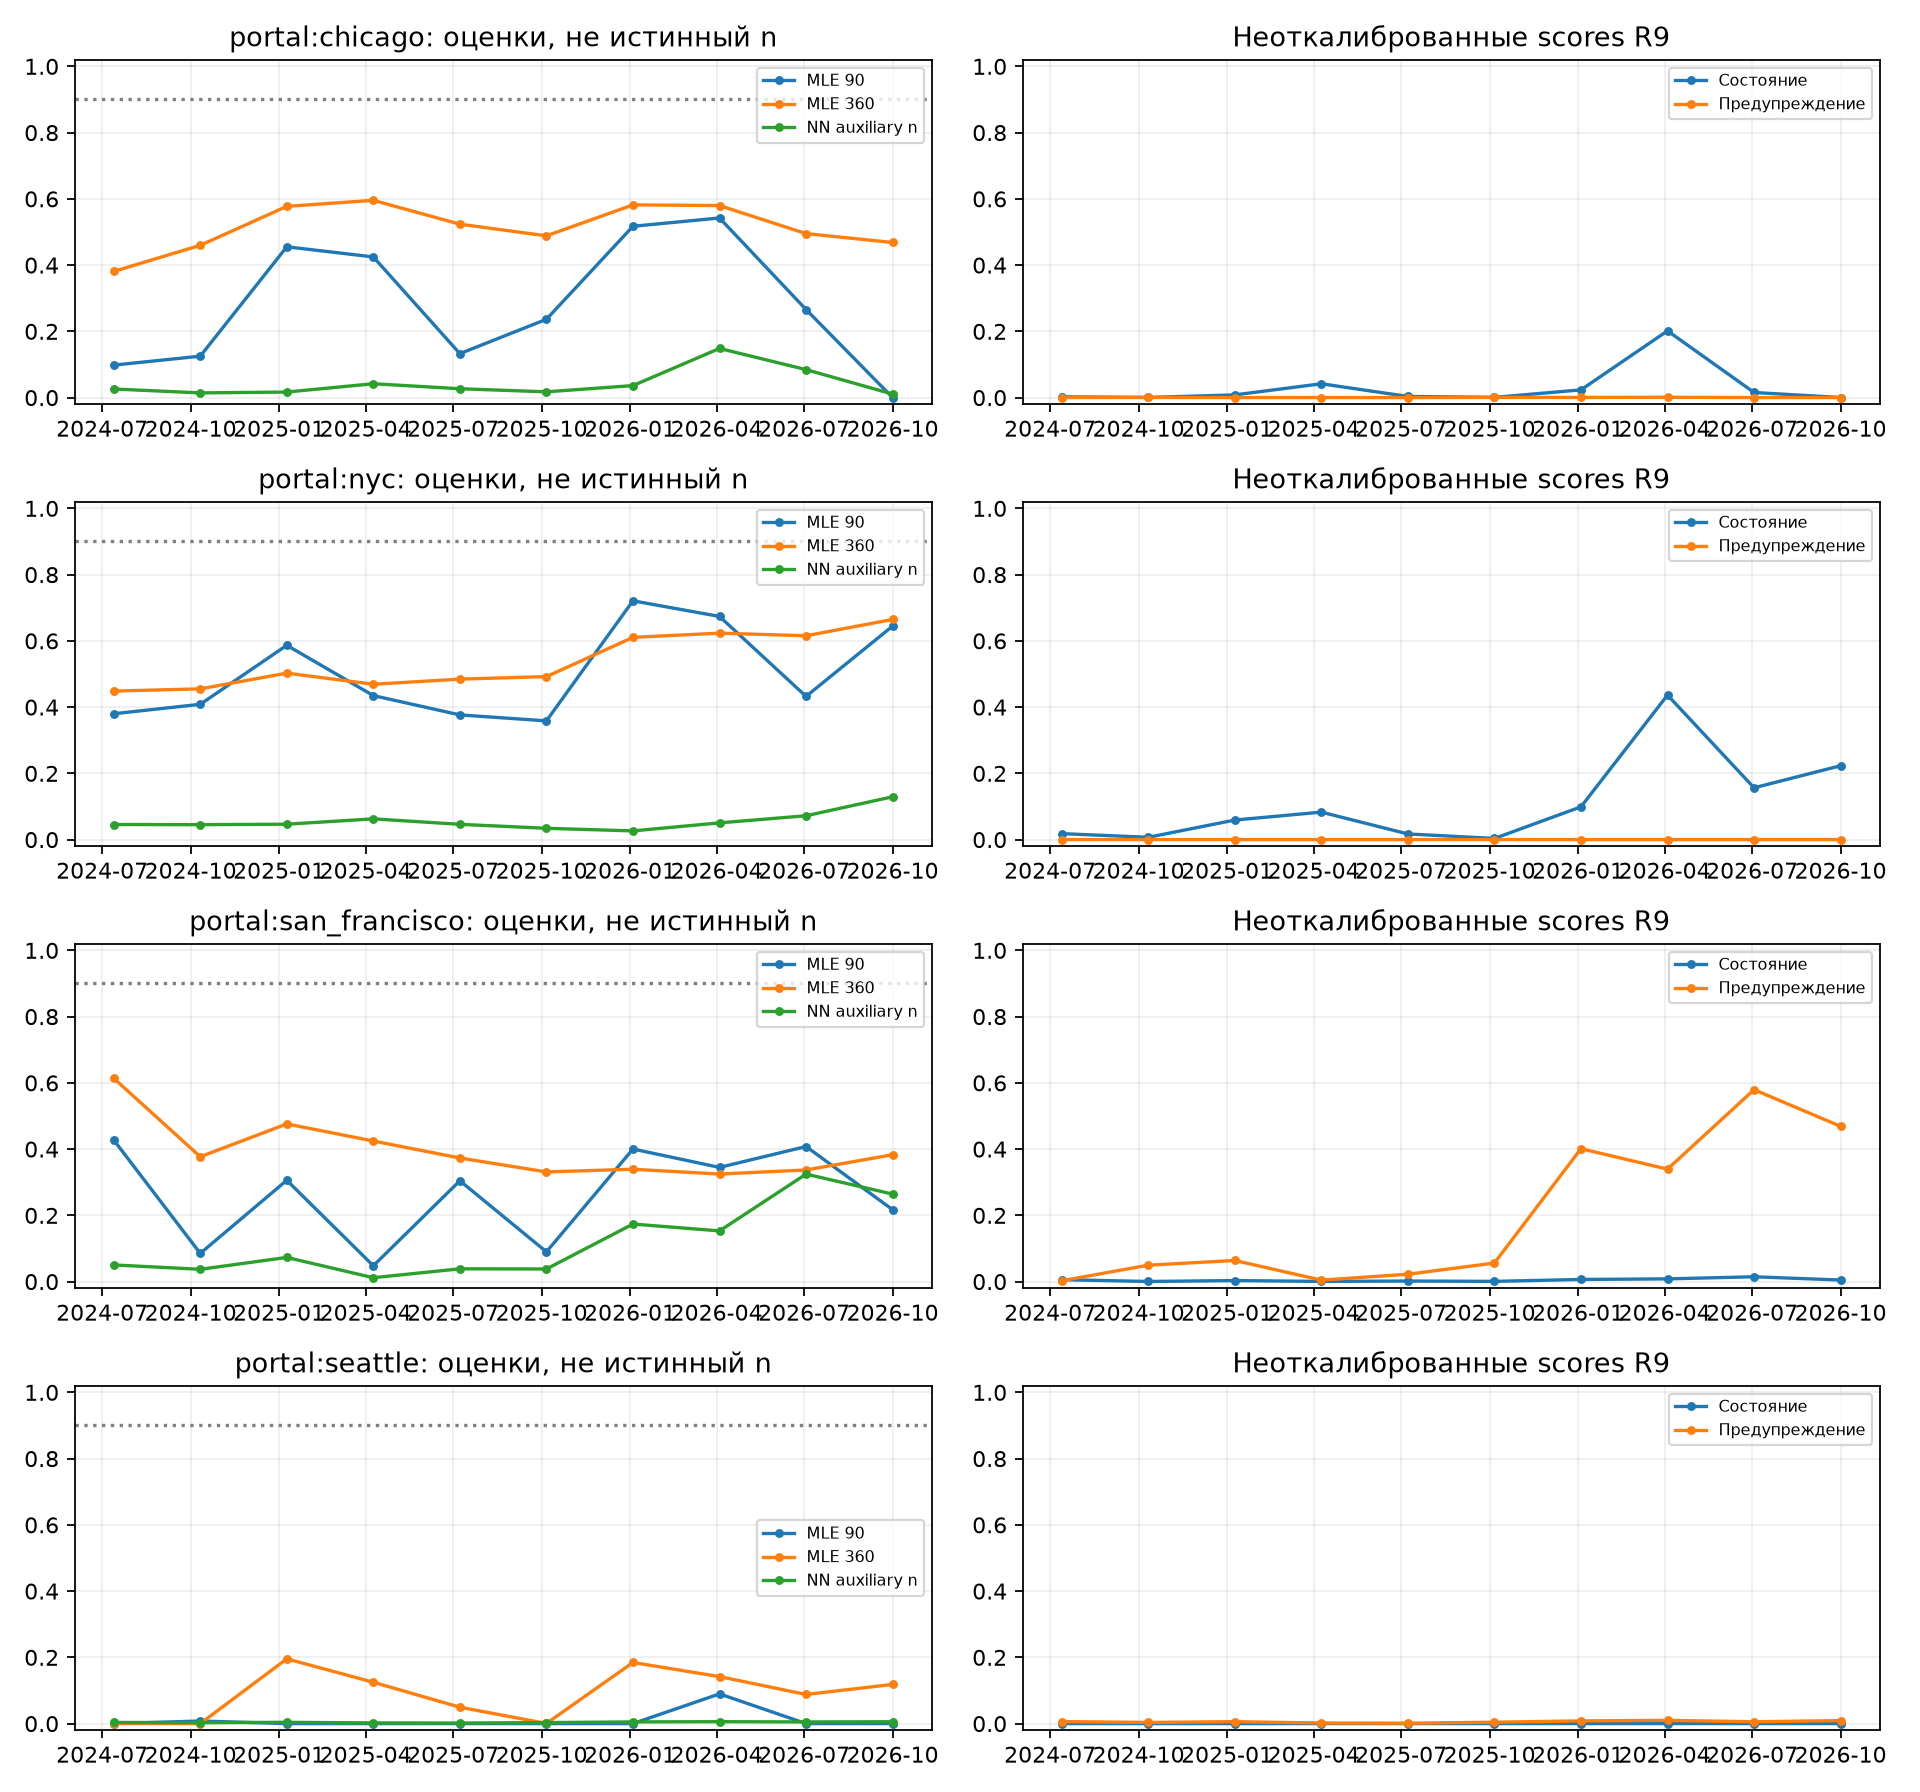 portal:chicago: оценки, не истинный n
1.0
0.8
0.6
0.4
0.2
0.0
MLE 90
MLE 360
NN auxiliary n
2024-07 2024-10 2025-01 2025-04 2025-07 2025-10 2026-01 2026-04 2026-07 2026-10
Неоткалиброванные scores R9
1.0
0.8
0.6
0.4
0.2
0.0
Состояние
Предупреждение
2024-07 2024-10 2025-01 2025-04 2025-07 2025-10 2026-01 2026-04 2026-07 2026-10
portal:nyc: оценки, не истинный n
1.0
0.8
0.6
0.4
0.2
0.0
MLE 90
MLE 360
NN auxiliary n
2024-07 2024-10 2025-01 2025-04 2025-07 2025-10 2026-01 2026-04 2026-07 2026-10
Неоткалиброванные scores R9
1.0
0.8
0.6
0.4
0.2
0.0
Состояние
Предупреждение
2024-07 2024-10 2025-01 2025-04 2025-07 2025-10 2026-01 2026-04 2026-07 2026-10
portal:san_francisco: оценки, не истинный n
1.0
0.8
0.6
0.4
0.2
0.0
MLE 90
MLE 360
NN auxiliary n
2024-07 2024-10 2025-01 2025-04 2025-07 2025-10 2026-01 2026-04 2026-07 2026-10
Неоткалиброванные scores R9
1.0
0.8
0.6
0.4
0.2
0.0
Состояние
Предупреждение
2024-07 2024-10 2025-01 2025-04 2025-07 2025-10 2026-01 2026-04 2026-07 2026-10
portal:seattle: оценки, не истинный n
1.0
0.8
0.6
0.4
0.2
0.0
MLE 90
MLE 360
NN auxiliary n
2024-07 2024-10 2025-01 2025-04 2025-07 2025-10 2026-01 2026-04 2026-07 2026-10
Неоткалиброванные scores R9
1.0
0.8
0.6
0.4
0.2
0.0
Состояние
Предупреждение
2024-07 2024-10 2025-01 2025-04 2025-07 2025-10 2026-01 2026-04 2026-07 2026-10